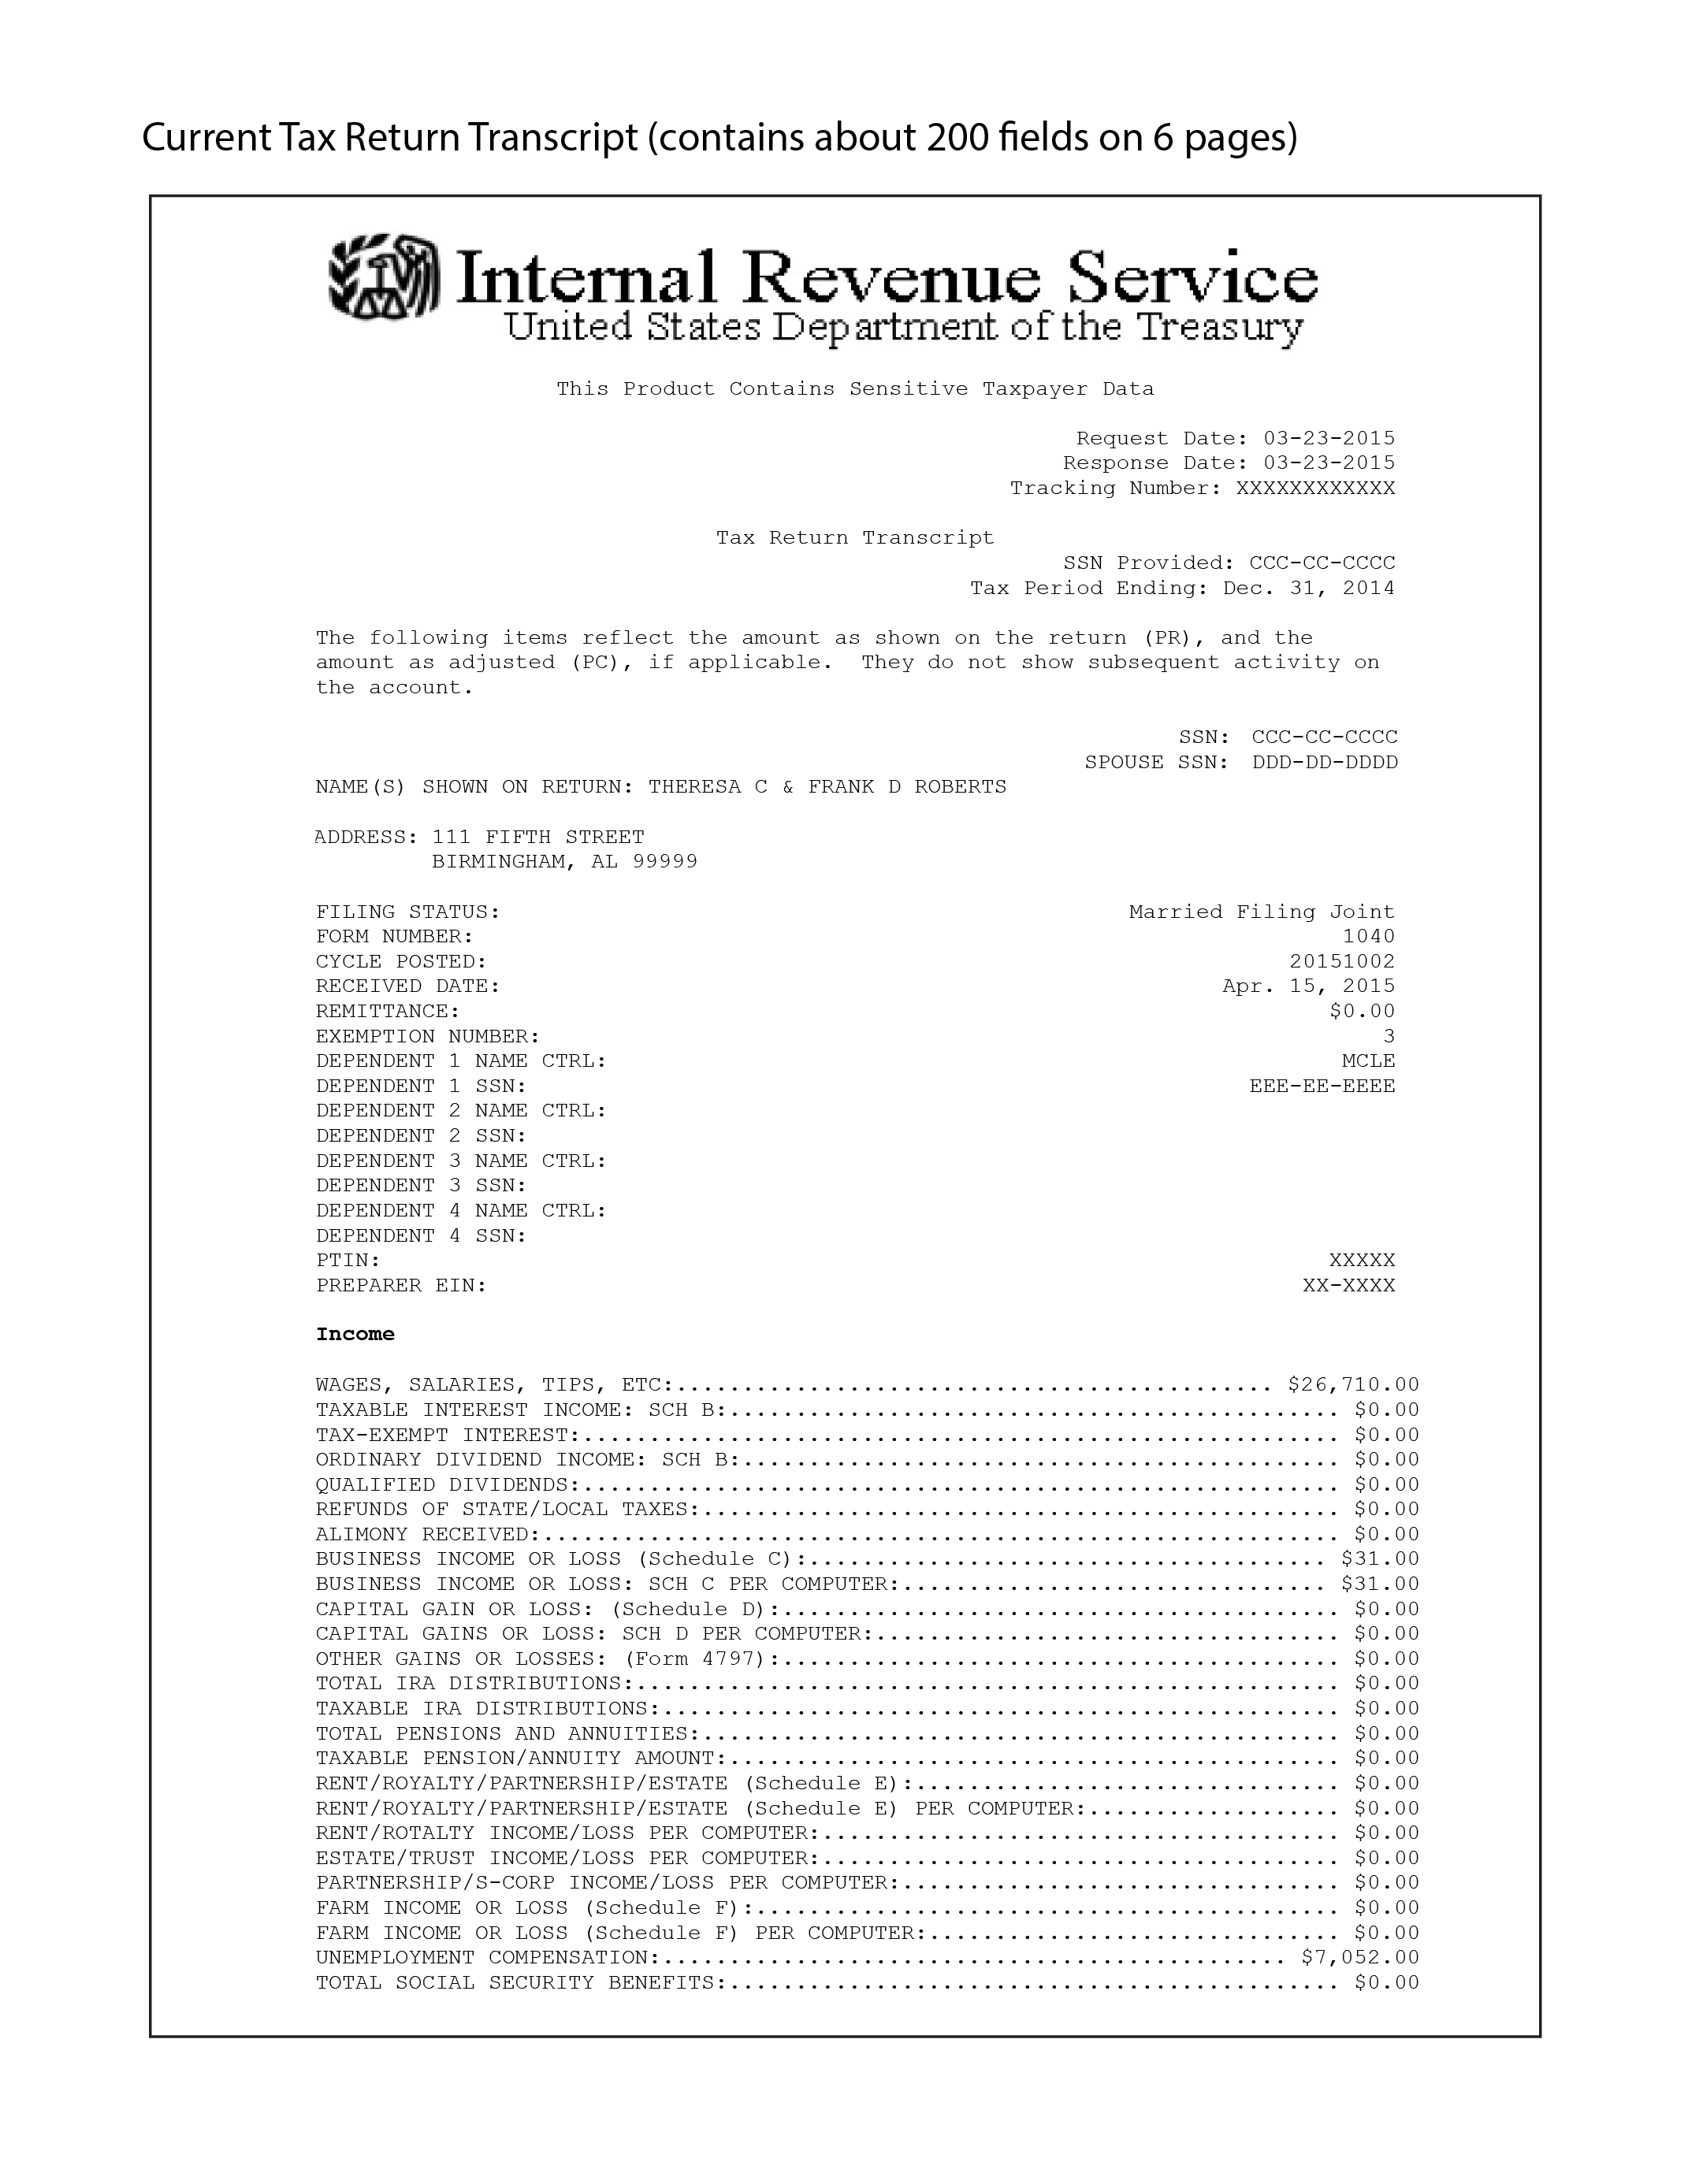 Current Tax Return Transcript (contains about 200 fields on 6 pages)
Internal Revenue Service
United States Department of the Treasury
This Product Contains Sensitive Taxpayer Data
Request Date: 03-23-2015
Response Date: 03-23-2015
Tracking Number: XXXXXXXXXXXX
Tax Return Transcript
SSN Provided: CCC-CC-CCCC
Tax Period Ending: Dec. 31, 2014
The following items reflect the amount as shown on the return (PR), and the
amount as adjusted (PC), if applicable. They do not show subsequent activity on
the account.
SSN: CCC-CC-CCCC
SPOUSE SSN: DDD-DD-DDDD
NAME(S) SHOWN ON RETURN: THERESA C & FRANK D ROBERTS
ADDRESS: 111 FIFTH STREET
BIRMINGHAM, AL 99999
FILING STATUS: Married Filing Joint
FORM NUMBER: 1040
CYCLE POSTED: 20151002
RECEIVED DATE: Apr. 15, 2015
REMITTANCE: $0.00
EXEMPTION NUMBER: 3
DEPENDENT 1 NAME CTRL: MCLE
DEPENDENT 1 SSN: EEE-EE-EEEE
DEPENDENT 2 NAME CTRL:
DEPENDENT 2 SSN:
DEPENDENT 3 NAME CTRL:
DEPENDENT 3 SSN:
DEPENDENT 4 NAME CTRL:
DEPENDENT 4 SSN:
PTIN: XXXXX
PREPARER EIN: XX-XXXX
Income
WAGES, SALARIES, TIPS, ETC:............................................. $26,710.00
TAXABLE INTEREST INCOME: SCH B:.............................................. $0.00
TAX-EXEMPT INTEREST:......................................................... $0.00
ORDINARY DIVIDEND INCOME: SCH B:............................................. $0.00
QUALIFIED DIVIDENDS:......................................................... $0.00
REFUNDS OF STATE/LOCAL TAXES:................................................ $0.00
ALIMONY RECEIVED:............................................................ $0.00
BUSINESS INCOME OR LOSS (Schedule C):....................................... $31.00
BUSINESS INCOME OR LOSS: SCH C PER COMPUTER:................................ $31.00
CAPITAL GAIN OR LOSS: (Schedule D):.......................................... $0.00
CAPITAL GAINS OR LOSS: SCH D PER COMPUTER:................................... $0.00
OTHER GAINS OR LOSSES: (Form 4797):.......................................... $0.00
TOTAL IRA DISTRIBUTIONS:..................................................... $0.00
TAXABLE IRA DISTRIBUTIONS:................................................... $0.00
TOTAL PENSIONS AND ANNUITIES:................................................ $0.00
TAXABLE PENSION/ANNUITY AMOUNT:.............................................. $0.00
RENT/ROYALTY/PARTNERSHIP/ESTATE (Schedule E):................................ $0.00
RENT/ROYALTY/PARTNERSHIP/ESTATE (Schedule E) PER COMPUTER:................... $0.00
RENT/ROTALTY INCOME/LOSS PER COMPUTER:....................................... $0.00
ESTATE/TRUST INCOME/LOSS PER COMPUTER:....................................... $0.00
PARTNERSHIP/S-CORP INCOME/LOSS PER COMPUTER:................................. $0.00
FARM INCOME OR LOSS (Schedule F):............................................ $0.00
FARM INCOME OR LOSS (Schedule F) PER COMPUTER:............................... $0.00
UNEMPLOYMENT COMPENSATION:............................................... $7,052.00
TOTAL SOCIAL SECURITY BENEFITS:.............................................. $0.00